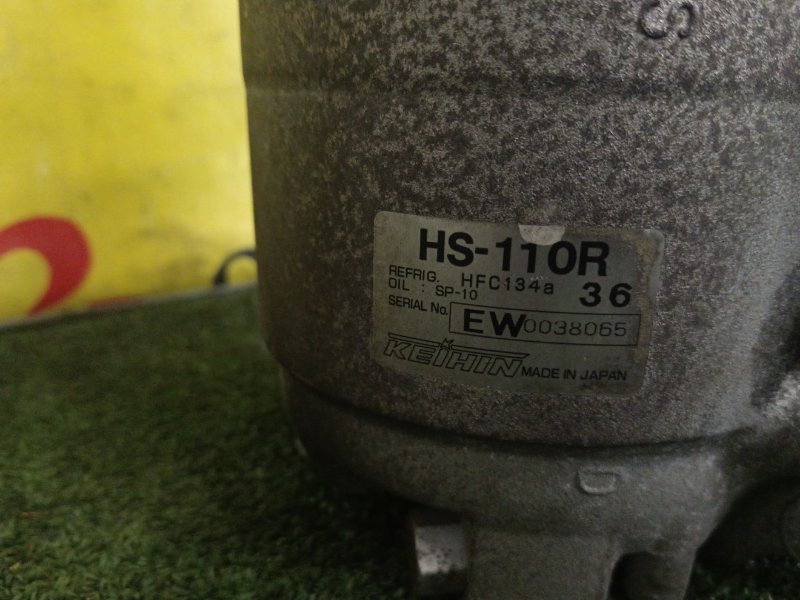 S
HS-110R
REFRIG. HFC134a 36
OIL : SP-10
SERIAL No. EW0038065
KEIHIN MADE IN JAPAN